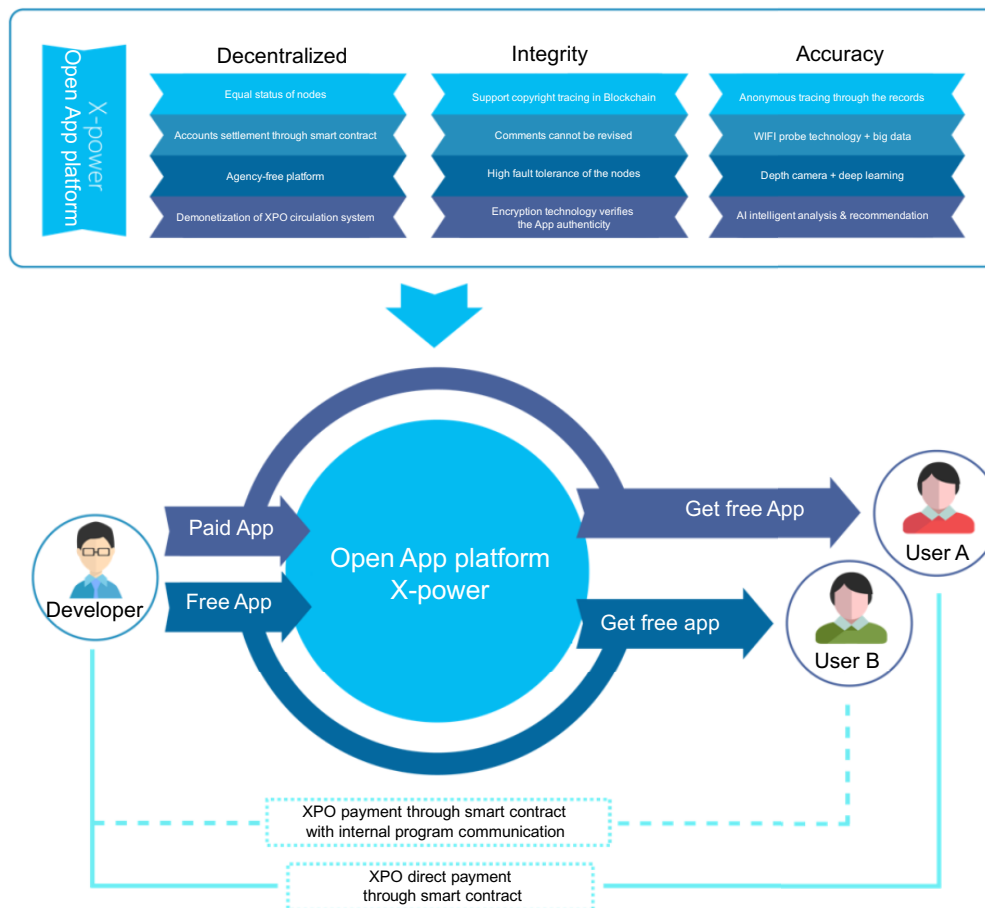 X-power
Open App platform
Decentralized
Equal status of nodes
Accounts settlement through smart contract
Agency-free platform
Demonetization of XPO circulation system
Integrity
Support copyright tracing in Blockchain
Comments cannot be revised
High fault tolerance of the nodes
Encryption technology verifies
the App authenticity
Accuracy
Anonymous tracing through the records
WIFI probe technology + big data
Depth camera + deep learning
AI intelligent analysis & recommendation
Developer
Paid App
Free App
Open App platform
X-power
Get free App
Get free app
User A
User B
XPO payment through smart contract
with internal program communication
XPO direct payment
through smart contract